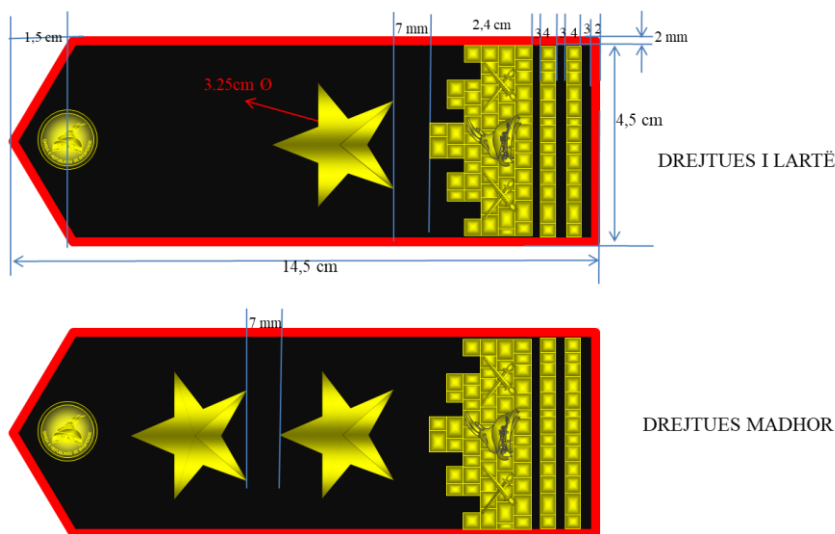 7 mm
2,4 cm
1,5 cm
3 4 3 4 3 2
2 mm
3.25cm Ø
4,5 cm
DREJTUES I LARTË
14,5 cm
7 mm
DREJTUES MADHOR